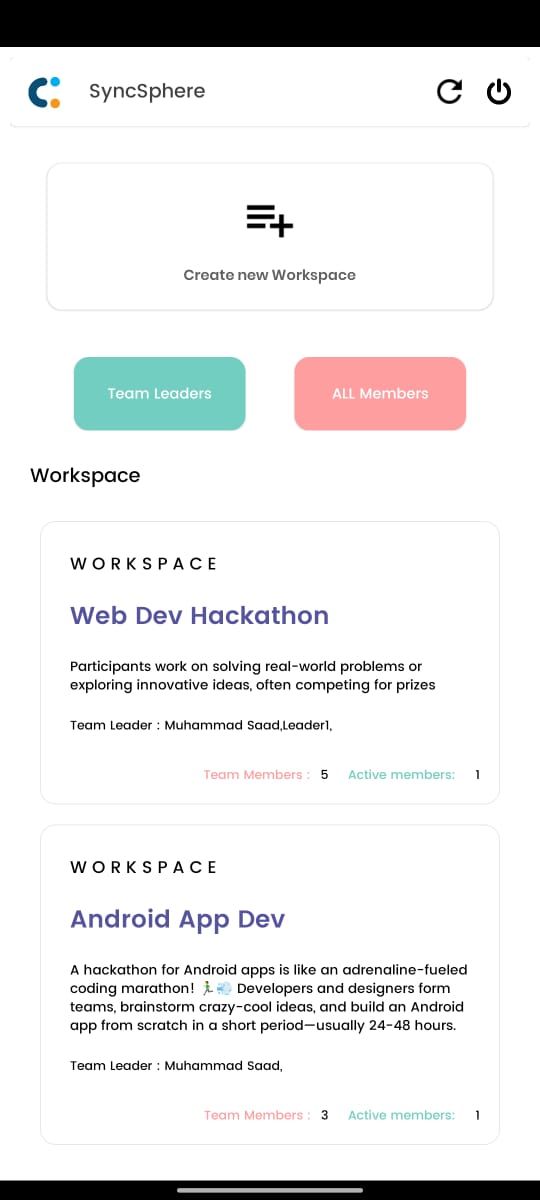 SyncSphere
Create new Workspace
Team Leaders
ALL Members
Workspace
WORKSPACE
Web Dev Hackathon
Participants work on solving real-world problems or
exploring innovative ideas, often competing for prizes
Team Leader : Muhammad Saad,Leader1,
Team Members : 5 Active members: 1
WORKSPACE
Android App Dev
A hackathon for Android apps is like an adrenaline-fueled
coding marathon! 🏃‍♂️💨 Developers and designers form
teams, brainstorm crazy-cool ideas, and build an Android
app from scratch in a short period—usually 24-48 hours.
Team Leader : Muhammad Saad,
Team Members : 3 Active members: 1